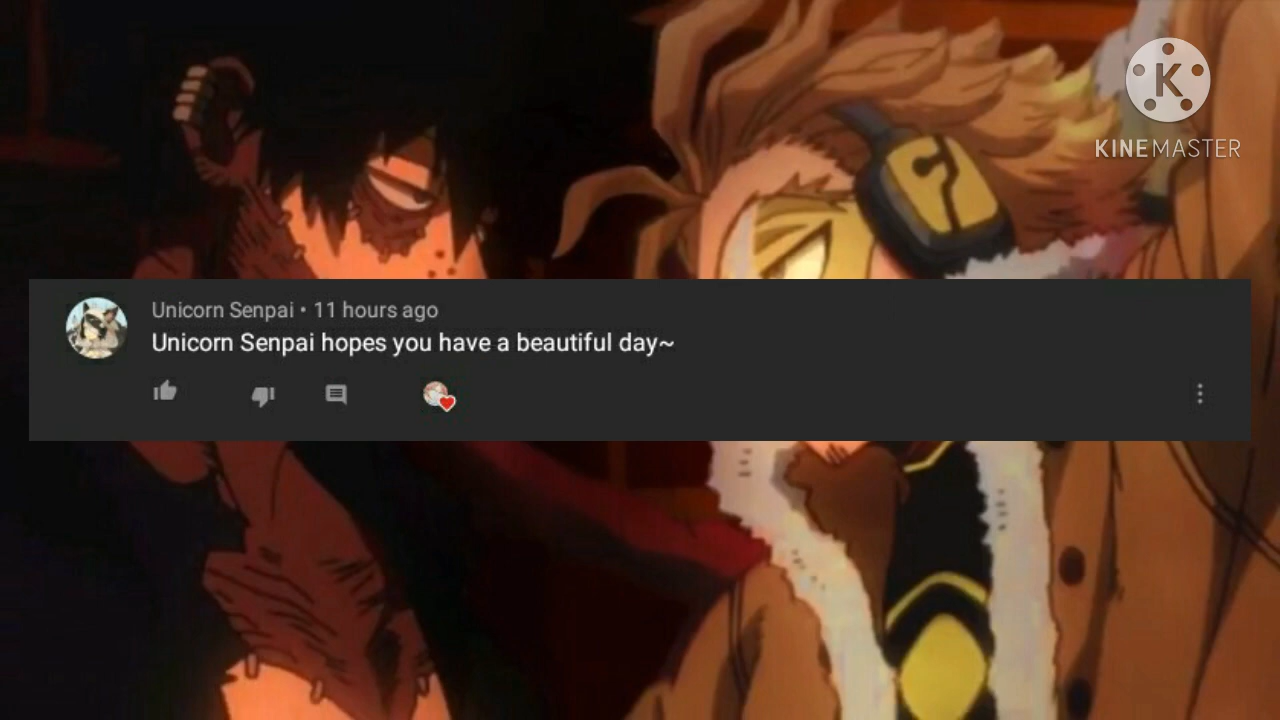 K
KINEMASTER
Unicorn Senpai • 11 hours ago
Unicorn Senpai hopes you have a beautiful day~